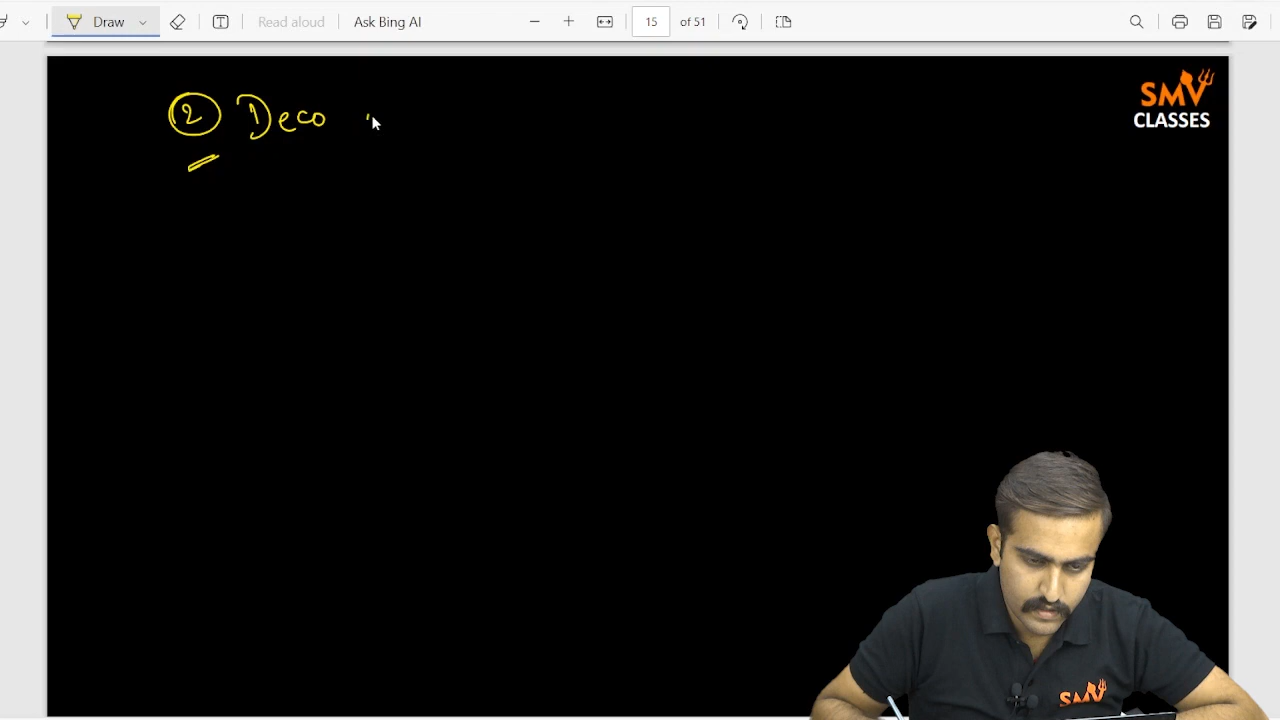 Draw Read aloud Ask Bing AI 15 of 51
② Deco
SMV
CLASSES
SMV